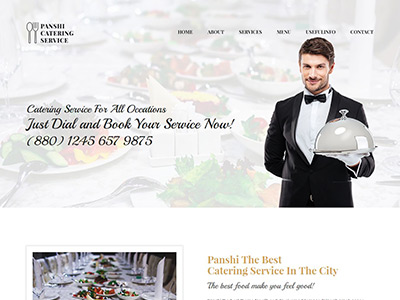 PANSHI
CATERING
SERVICE
HOME ABOUT SERVICES MENU USEFULINFO CONTACT
Catering Service For All Occations
Just Dial and Book Your Service Now!
( 880 ) 1245 657 9875
Panshi The Best
Catering Service In The City
The best food make you feel good!